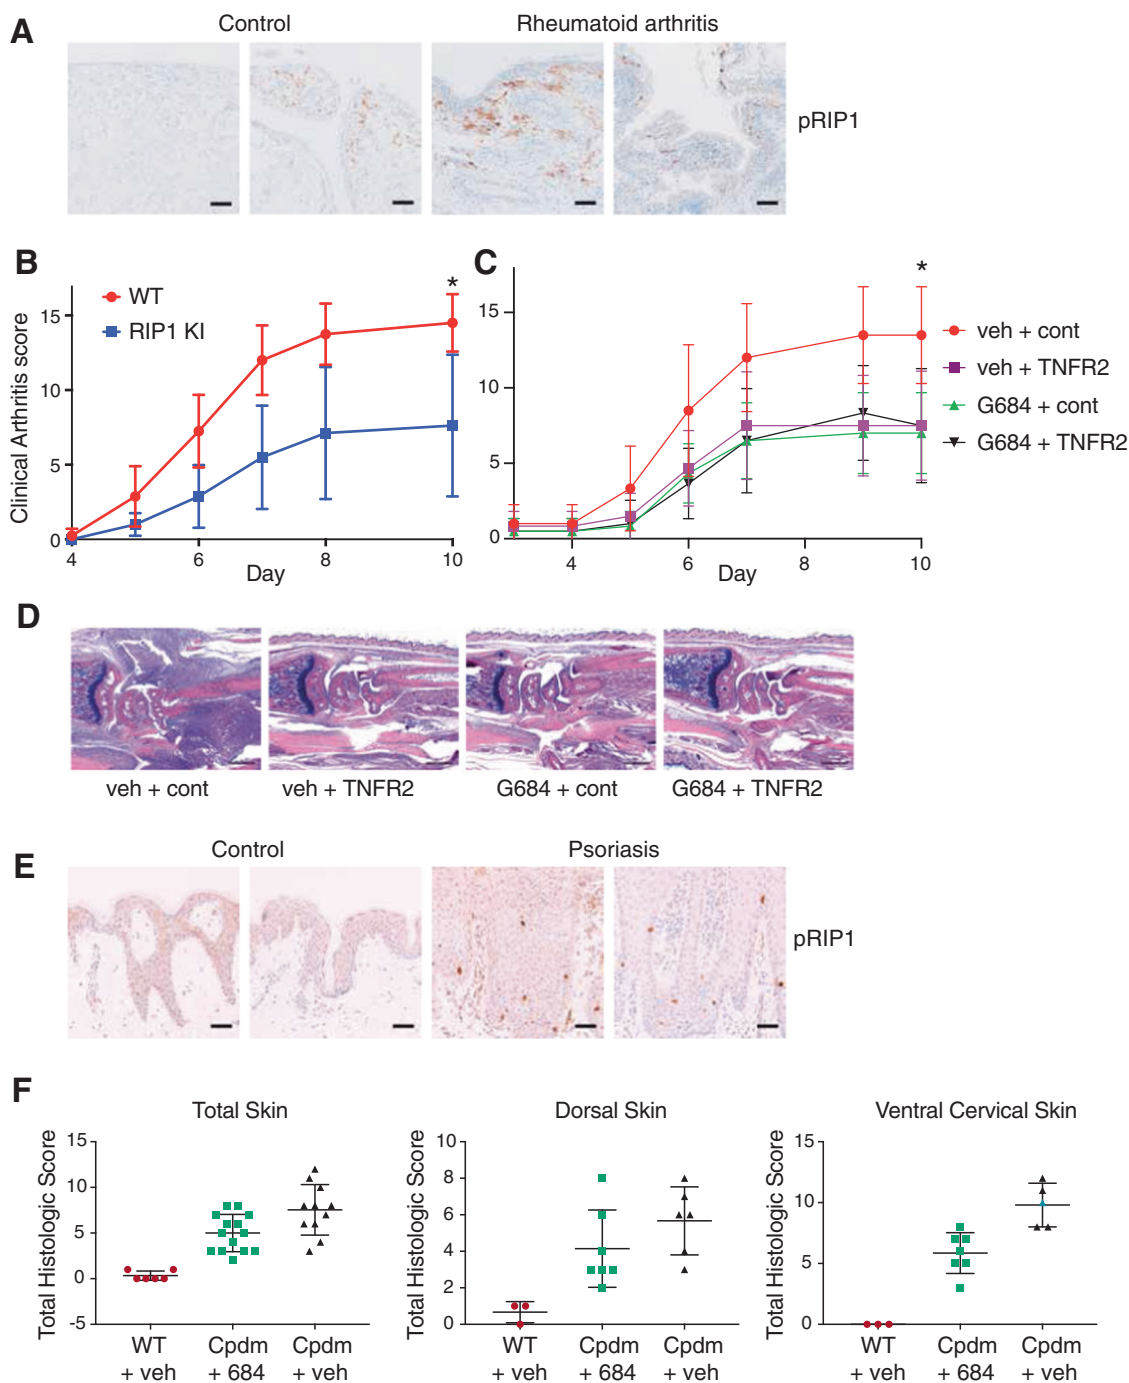 A
Control
Rheumatoid arthritis
pRIP1
B
Clinical Arthritis score
15
10
5
0
WT
RIP1 KI
*
4
6
8
10
Day
C
15
10
5
0
*
4
6
8
10
Day
veh + cont
veh + TNFR2
G684 + cont
G684 + TNFR2
D
veh + cont
veh + TNFR2
G684 + cont
G684 + TNFR2
E
Control
Psoriasis
pRIP1
F
Total Skin
Total Histologic Score
15
10
5
0
-5
WT
+ veh
Cpdm
+ 684
Cpdm
+ veh
Dorsal Skin
Total Histologic Score
10
8
6
4
2
0
WT
+ veh
Cpdm
+ 684
Cpdm
+ veh
Ventral Cervical Skin
Total Histologic Score
15
10
5
0
WT
+ veh
Cpdm
+ 684
Cpdm
+ veh